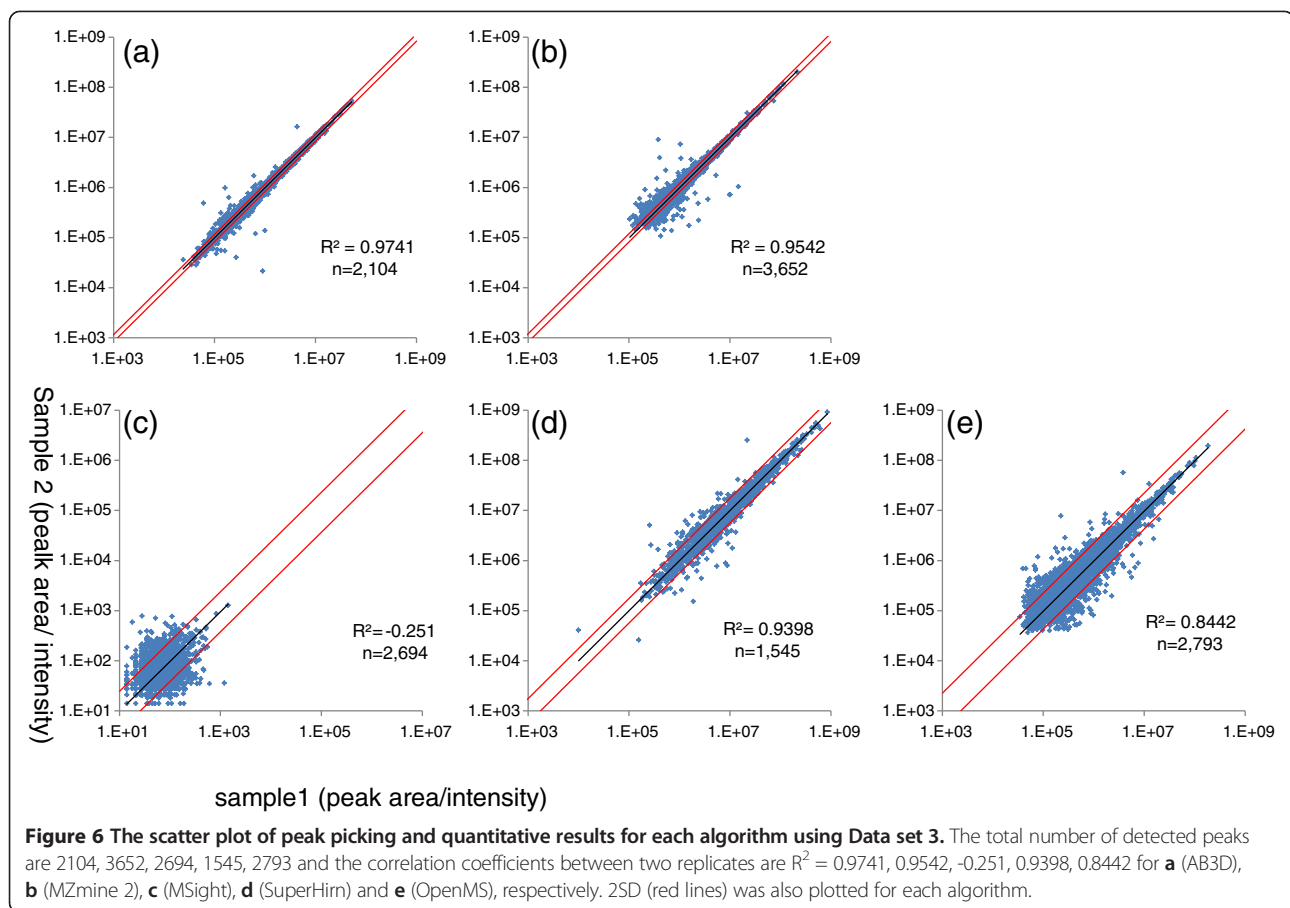 (a)
1.E+09
1.E+08
1.E+07
1.E+06
1.E+05
1.E+04
1.E+03
R² = 0.9741
n=2,104
1.E+03 1.E+05 1.E+07 1.E+09
(b)
1.E+09
1.E+08
1.E+07
1.E+06
1.E+05
1.E+04
1.E+03
R² = 0.9542
n=3,652
1.E+03 1.E+05 1.E+07 1.E+09
Sample 2 (pealk area/ intensity)
(c)
1.E+07
1.E+06
1.E+05
1.E+04
1.E+03
1.E+02
1.E+01
R²= -0.251
n=2,694
1.E+01 1.E+03 1.E+05 1.E+07
(d)
1.E+09
1.E+08
1.E+07
1.E+06
1.E+05
1.E+04
1.E+03
R² = 0.9398
n=1,545
1.E+03 1.E+05 1.E+07 1.E+09
(e)
1.E+09
1.E+08
1.E+07
1.E+06
1.E+05
1.E+04
1.E+03
R² = 0.8442
n=2,793
1.E+03 1.E+05 1.E+07 1.E+09
sample1 (peak area/intensity)
Figure 6 The scatter plot of peak picking and quantitative results for each algorithm using Data set 3. The total number of detected peaks
are 2104, 3652, 2694, 1545, 2793 and the correlation coefficients between two replicates are R² = 0.9741, 0.9542, -0.251, 0.9398, 0.8442 for a (AB3D),
b (MZmine 2), c (MSight), d (SuperHirn) and e (OpenMS), respectively. 2SD (red lines) was also plotted for each algorithm.